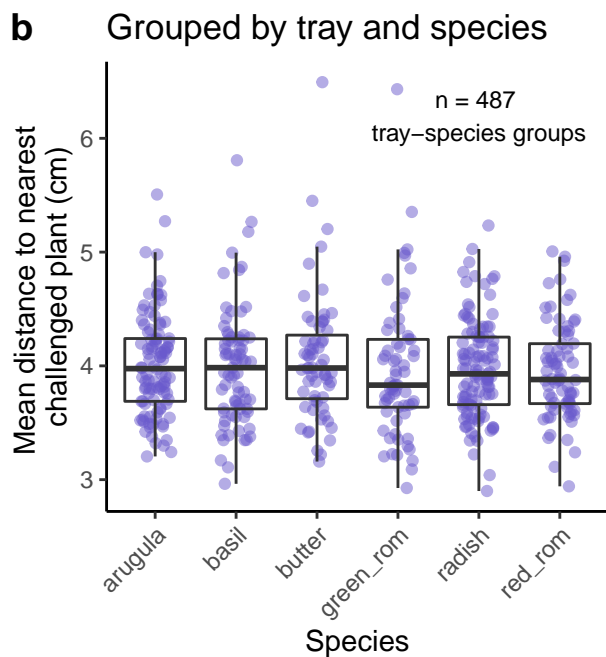 b Grouped by tray and species
n = 487
tray−species groups
Mean distance to nearest
challenged plant (cm)
6
5
4
3
arugula
basil
butter
green_rom
radish
red_rom
Species